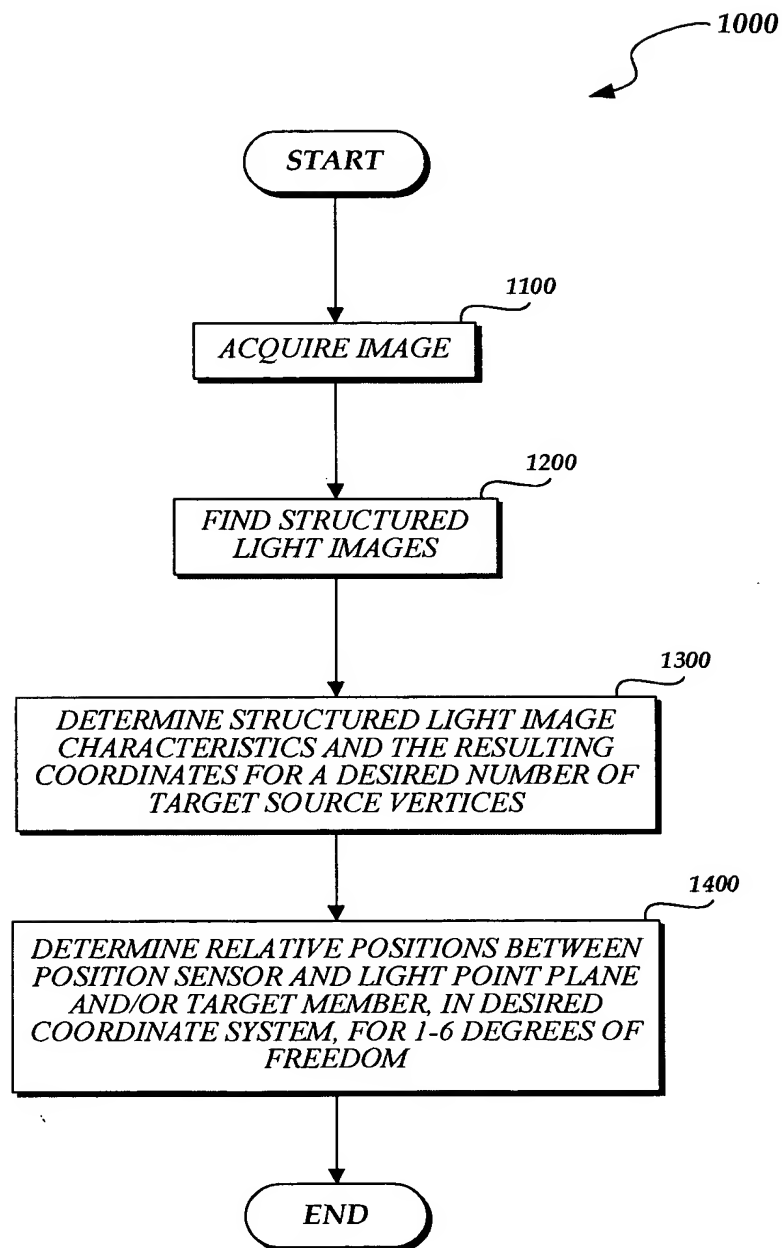 1000
START
1100
ACQUIRE IMAGE
1200
FIND STRUCTURED
LIGHT IMAGES
1300
DETERMINE STRUCTURED LIGHT IMAGE
CHARACTERISTICS AND THE RESULTING
COORDINATES FOR A DESIRED NUMBER OF
TARGET SOURCE VERTICES
1400
DETERMINE RELATIVE POSITIONS BETWEEN
POSITION SENSOR AND LIGHT POINT PLANE
AND/OR TARGET MEMBER, IN DESIRED
COORDINATE SYSTEM, FOR 1-6 DEGREES OF
FREEDOM
END